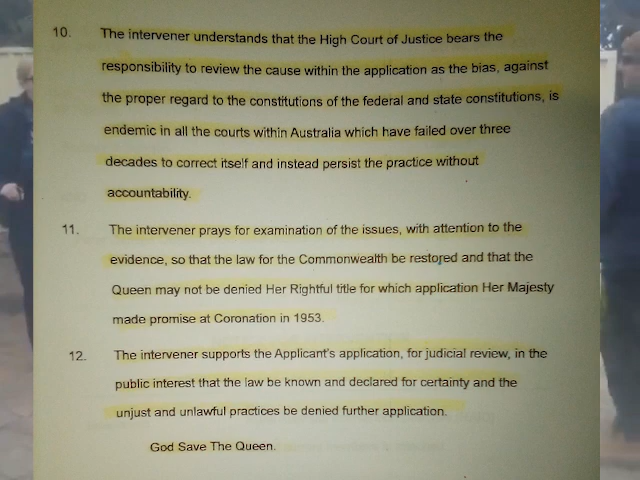 10. The intervener understands that the High Court of Justice bears the
responsibility to review the cause within the application as the bias, against
the proper regard to the constitutions of the federal and state constitutions, is
endemic in all the courts within Australia which have failed over three
decades to correct itself and instead persist the practice without
accountability.
11. The intervener prays for examination of the issues, with attention to the
evidence, so that the law for the Commonwealth be restored and that the
Queen may not be denied Her Rightful title for which application Her Majesty
made promise at Coronation in 1953.
12. The intervener supports the Applicant's application, for judicial review, in the
public interest that the law be known and declared for certainty and the
unjust and unlawful practices be denied further application.
God Save The Queen.